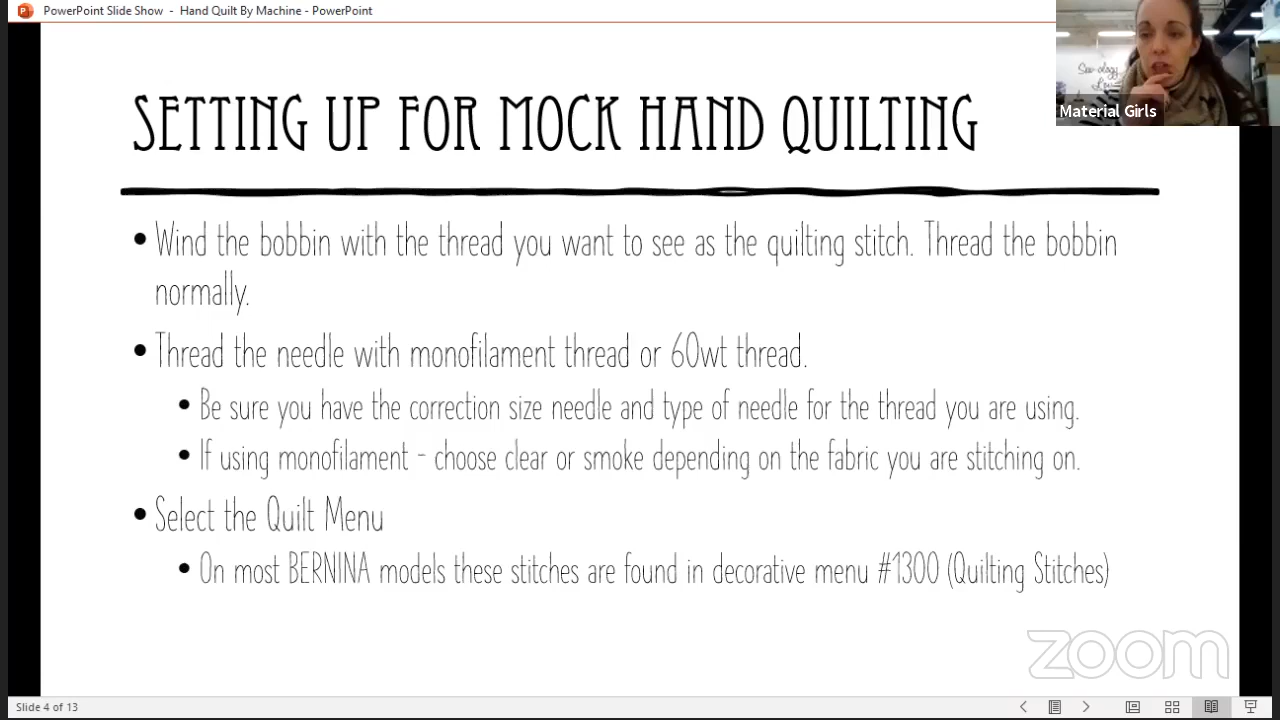 PowerPoint Slide Show - Hand Quilt By Machine - PowerPoint
Sew-ology
Material Girls
SETTING UP FOR MOCK HAND QUILTING
• Wind the bobbin with the thread you want to see as the quilting stitch. Thread the bobbin
normally.
• Thread the needle with monofilament thread or 60wt thread.
• Be sure you have the correction size needle and type of needle for the thread you are using.
• If using monofilament - choose clear or smoke depending on the fabric you are stitching on.
• Select the Quilt Menu
• On most BERNINA models these stitches are found in decorative menu #1300 (Quilting Stitches)
zoom
Slide 4 of 13